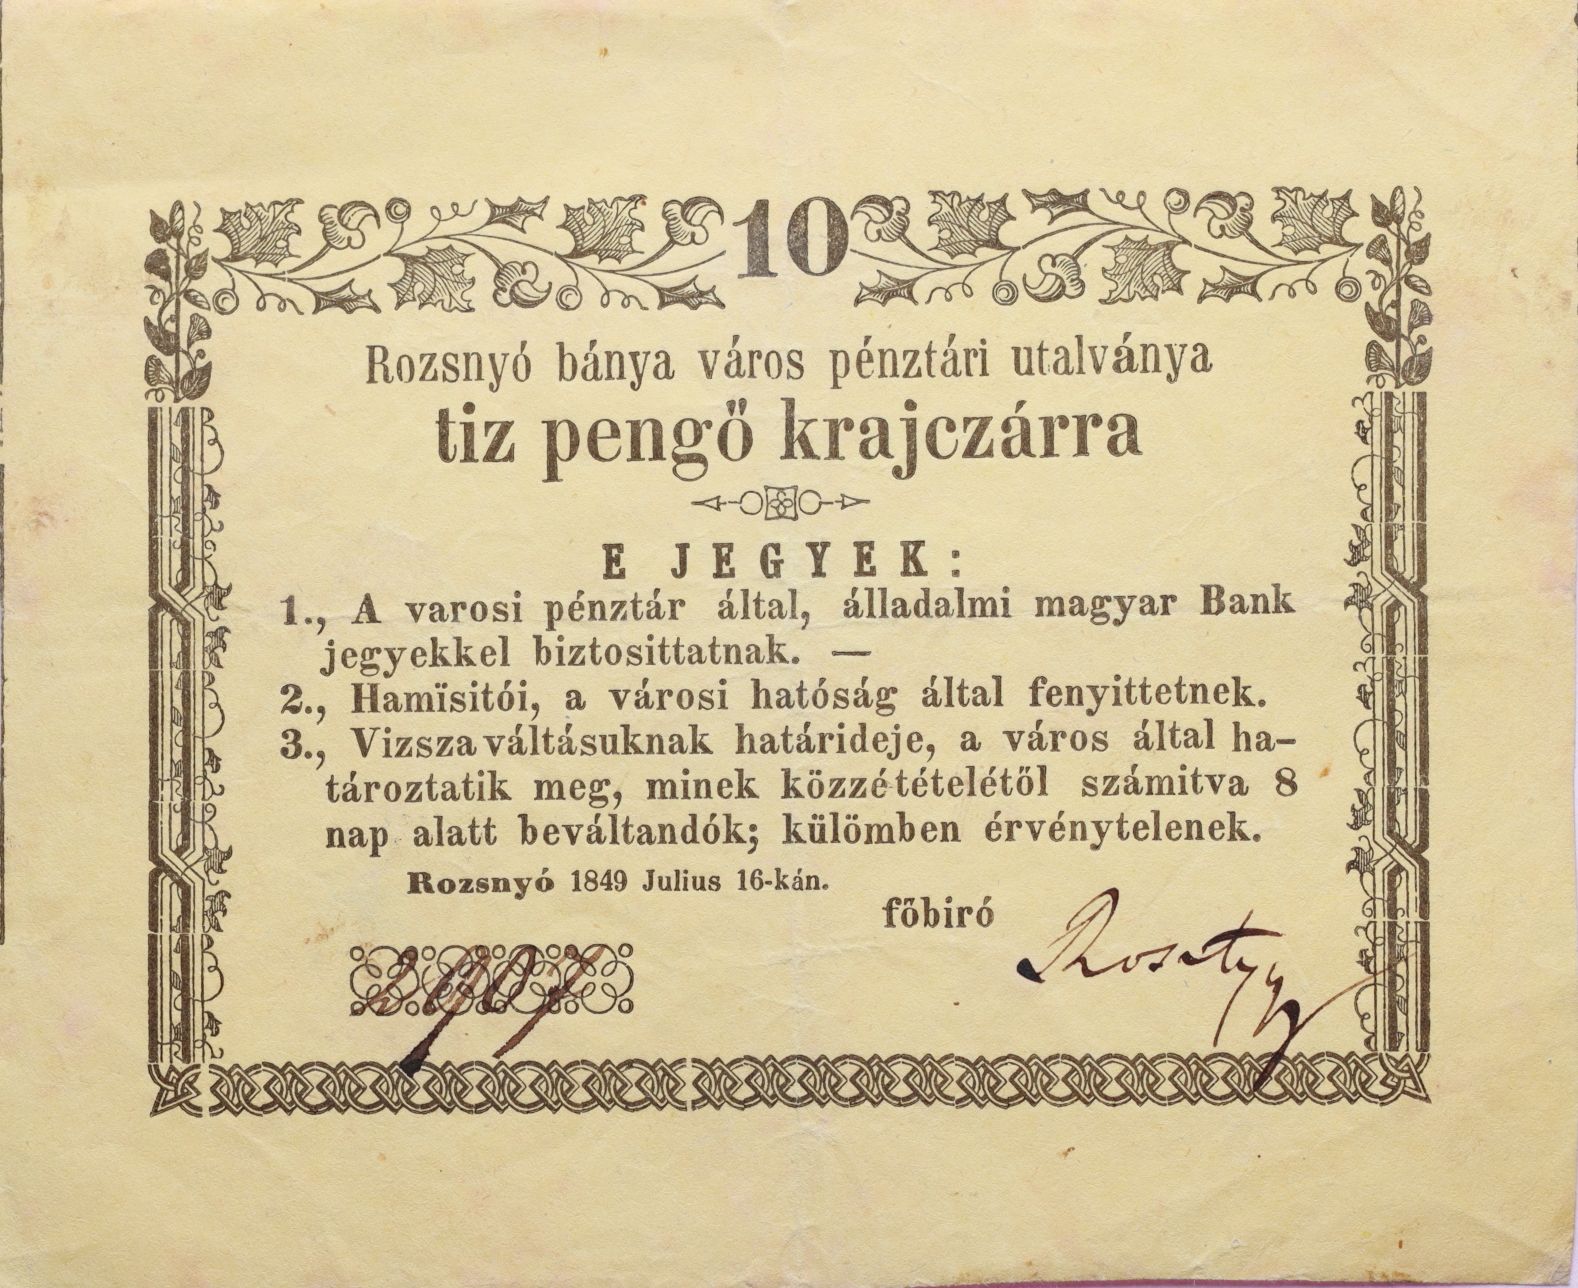 10
Rozsnyó bánya város pénztári utalványa
tiz pengő krajczárra
E JEGYEK:
1., A varosi pénztár által, álladalmi magyar Bank
jegyekkel biztosittatnak. —
2., Hamïsitói, a városi hatóság által fenyittetnek.
3., Vizsza váltásuknak határideje, a város által ha-
tároztatik meg, minek közzétételétől számitva 8
nap alatt beváltandók; külömben érvénytelenek.
Rozsnyó 1849 Julius 16-kán.
főbiró